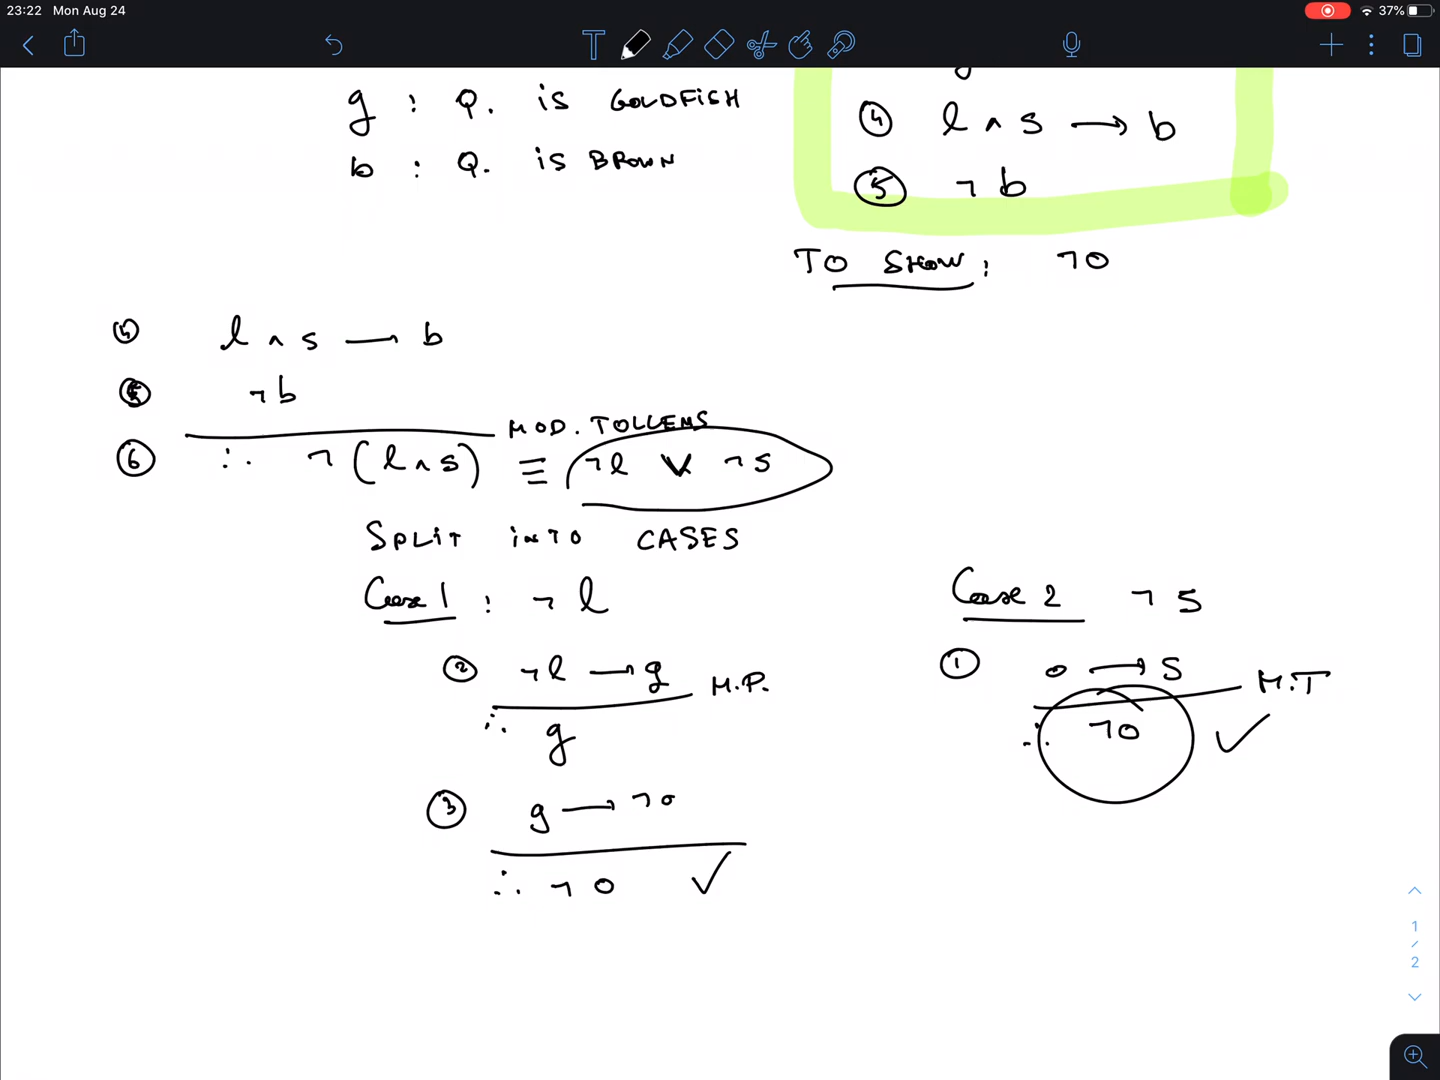 23:22 Mon Aug 24
37%
g : Q. is GOLDFISH
b : Q. is BROWN
④ l ∧ s → b
⑤ ¬ b
TO SHOW: ¬o
④ l ∧ s — b
⑤ ¬b
MOD. TOLLENS
⑥ ∴ ¬ (l ∧ s) ≡ ¬l ∨ ¬s
SPLIT INTO CASES
Case 1 : ¬ l
② ¬l → g M.P.
∴ g
③ g → ¬o
∴ ¬o ✓
Case 2 ¬ s
① o → s M.T
∴ ¬o ✓
1
/
2